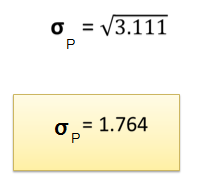 σP = √3.111
σP = 1.764